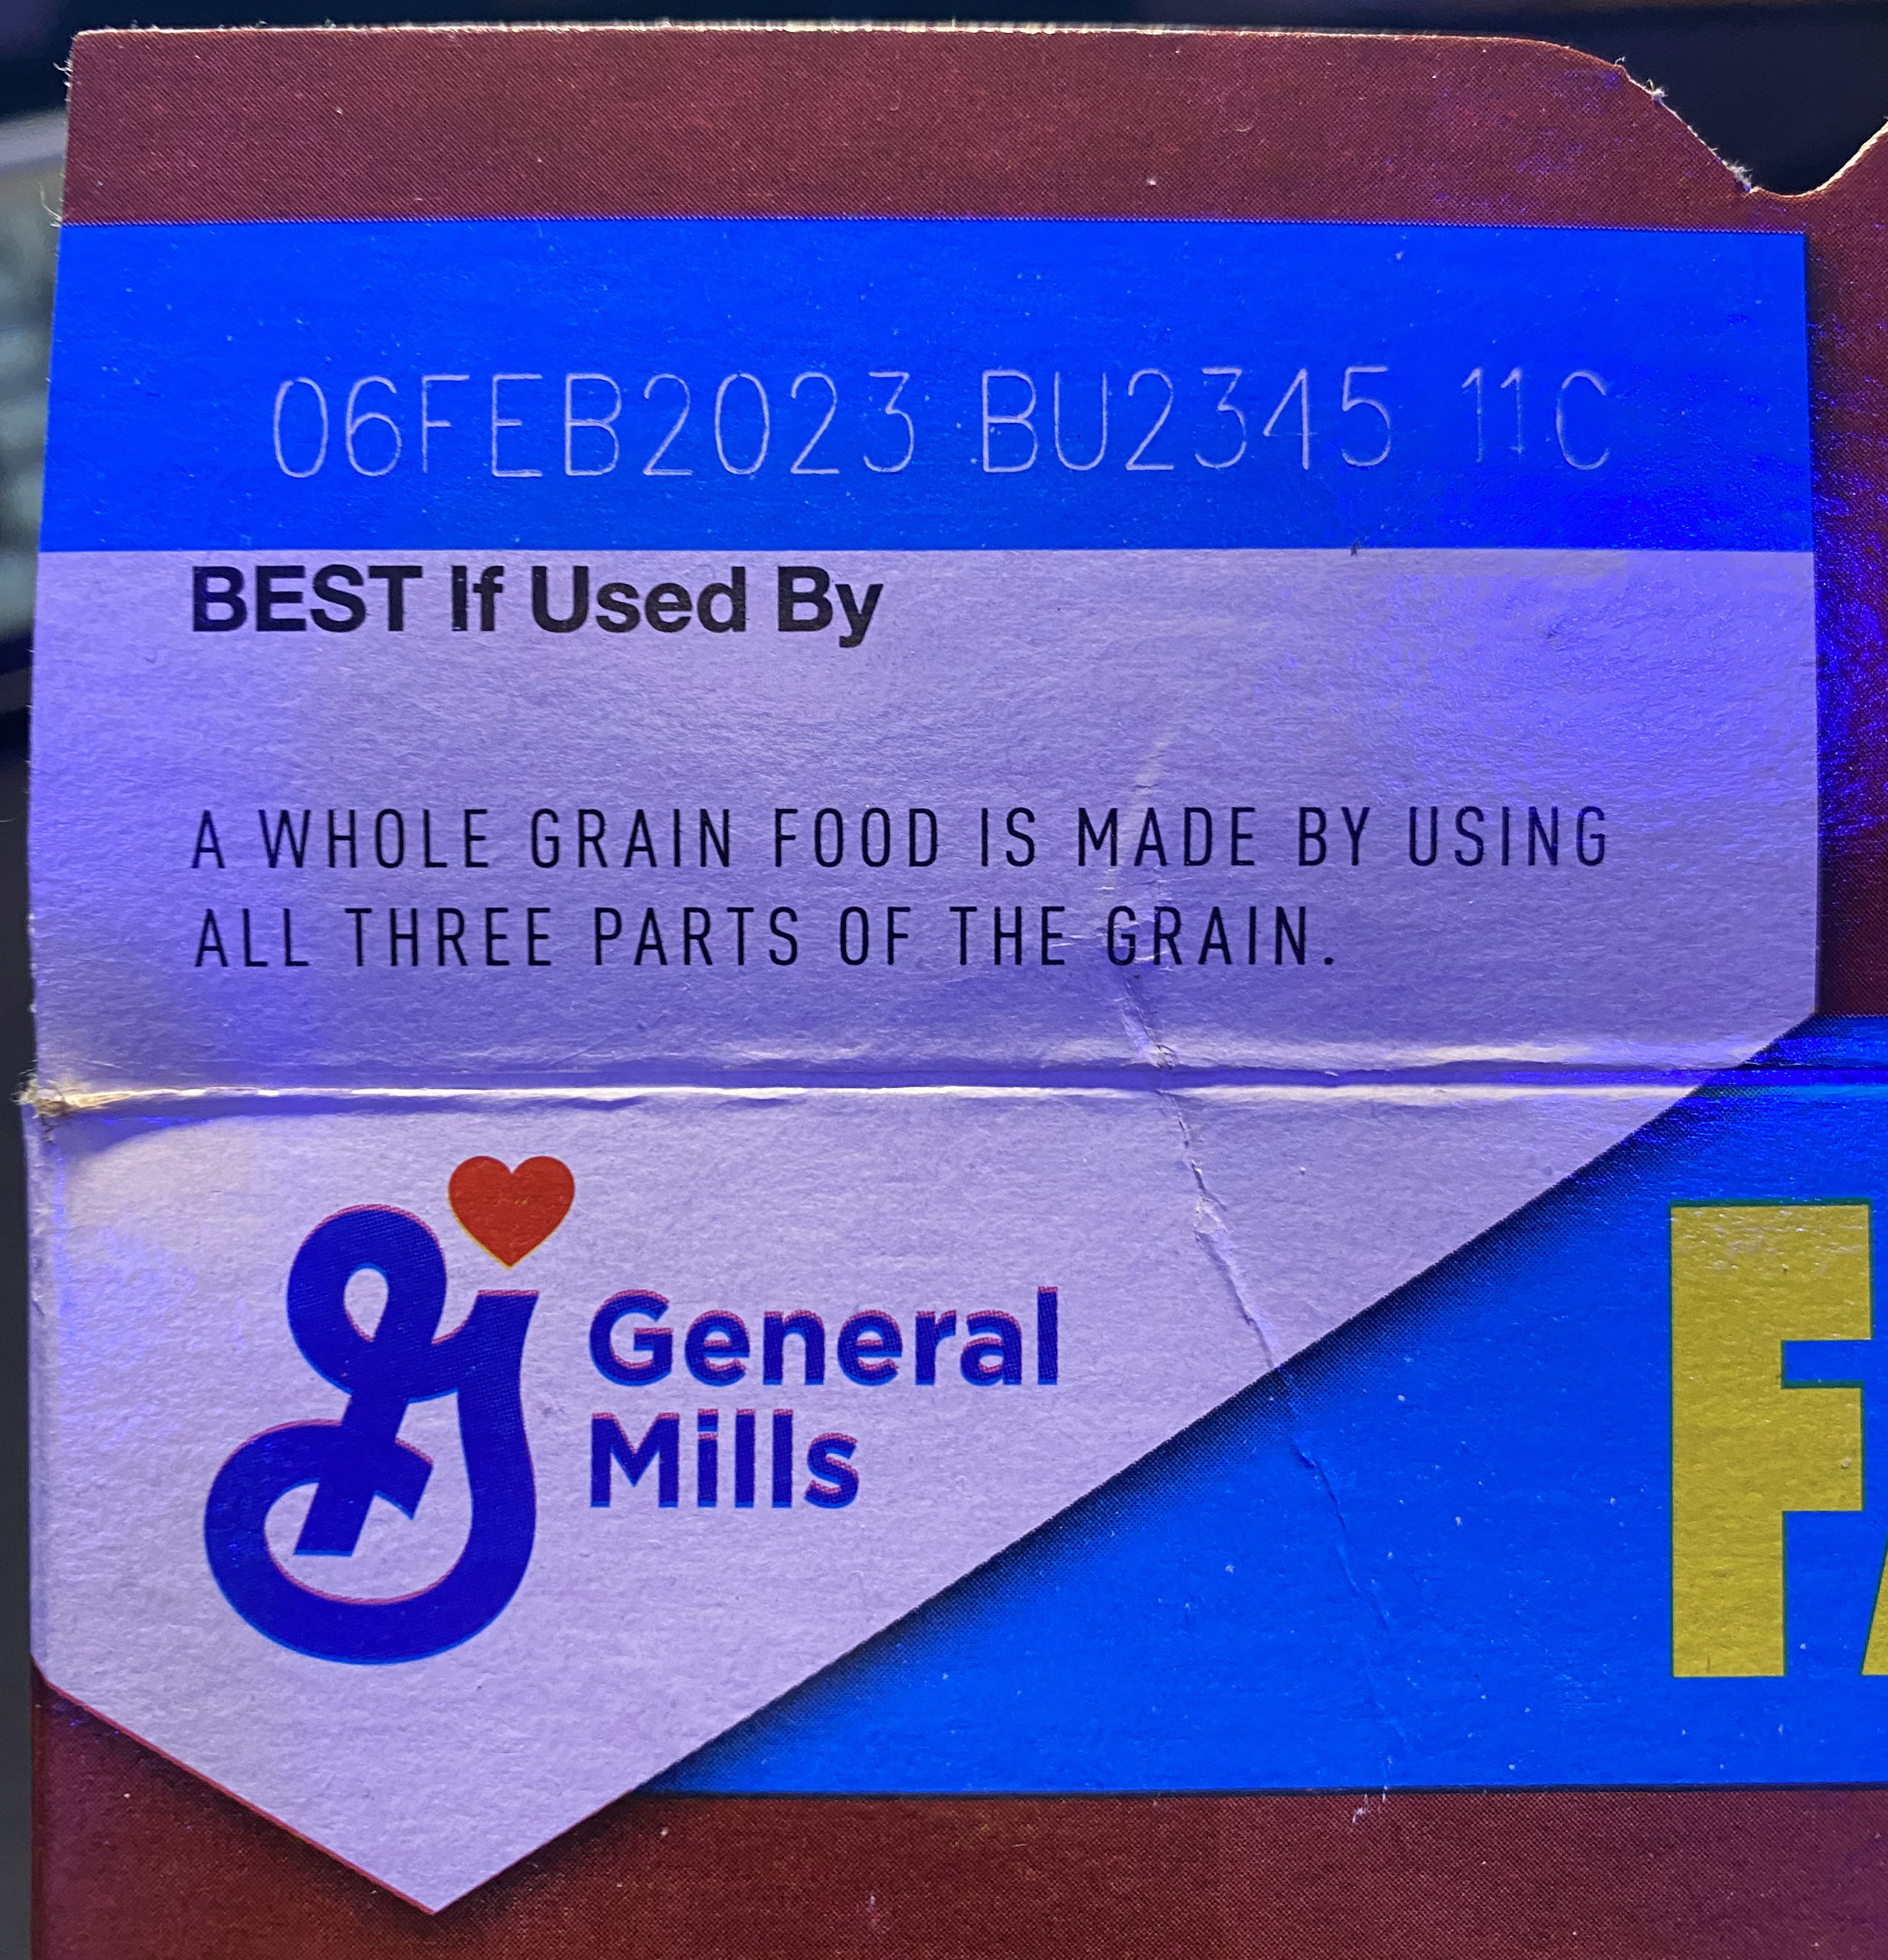 06FEB2023 BU2345 11C
BEST If Used By
A WHOLE GRAIN FOOD IS MADE BY USING
ALL THREE PARTS OF THE GRAIN.
G
General
Mills